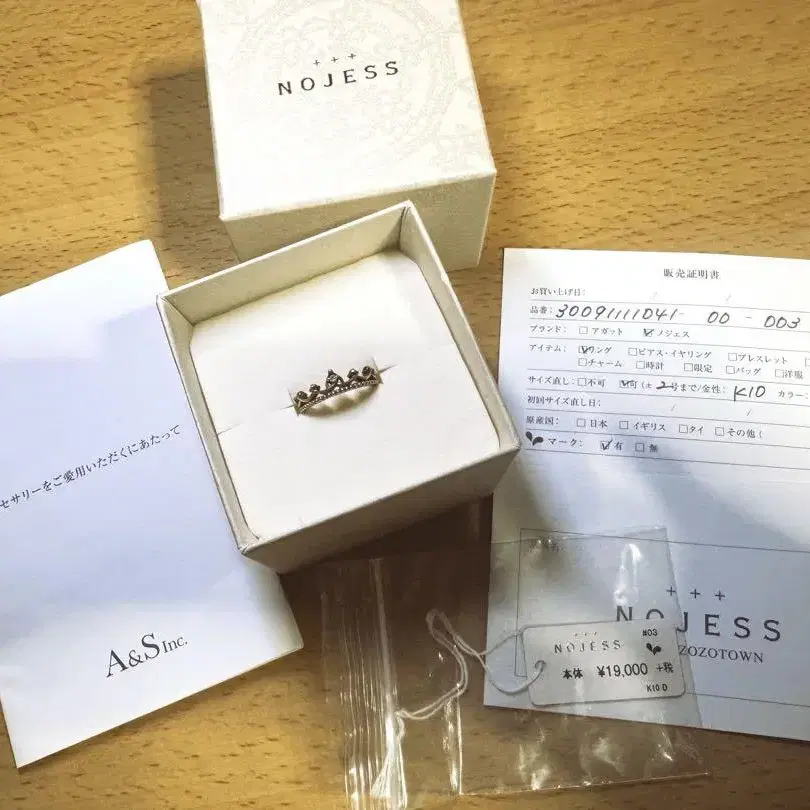 +++
NOJESS
セサリーをご愛用いただくにあたって
A&S Inc.
販売証明書
お買い上げ日: / /
品番: 30091111041- 00 - 003
ブランド: □アガット ☑ノジェス
アイテム: ☑リング □ピアス・イヤリング □ブレスレット
□チャーム □時計 □限定 □バッグ □洋服
サイズ直し: □不可 ☑可(± 2号まで/金性: K10 カラー:
初回サイズ直し日: / /
原産国: □日本 □イギリス □タイ □その他(
マーク: ☑有 □無
+++
NOJESS
ZOZOTOWN
+++
NOJESS
#03
本体 ¥19,000 +税
K10 D